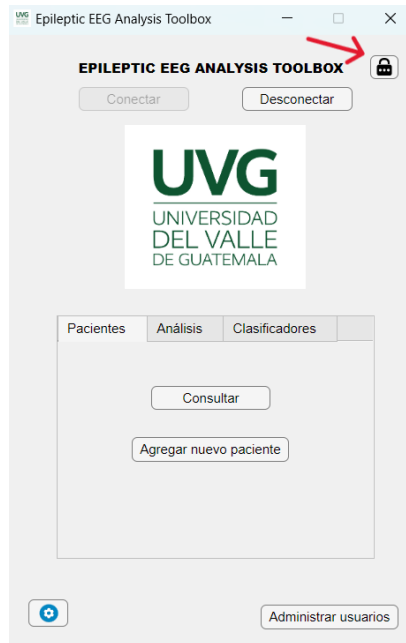 UVG Epileptic EEG Analysis Toolbox
EPILEPTIC EEG ANALYSIS TOOLBOX
Conectar Desconectar
UVG
UNIVERSIDAD
DEL VALLE
DE GUATEMALA
Pacientes Análisis Clasificadores
Consultar
Agregar nuevo paciente
Administrar usuarios